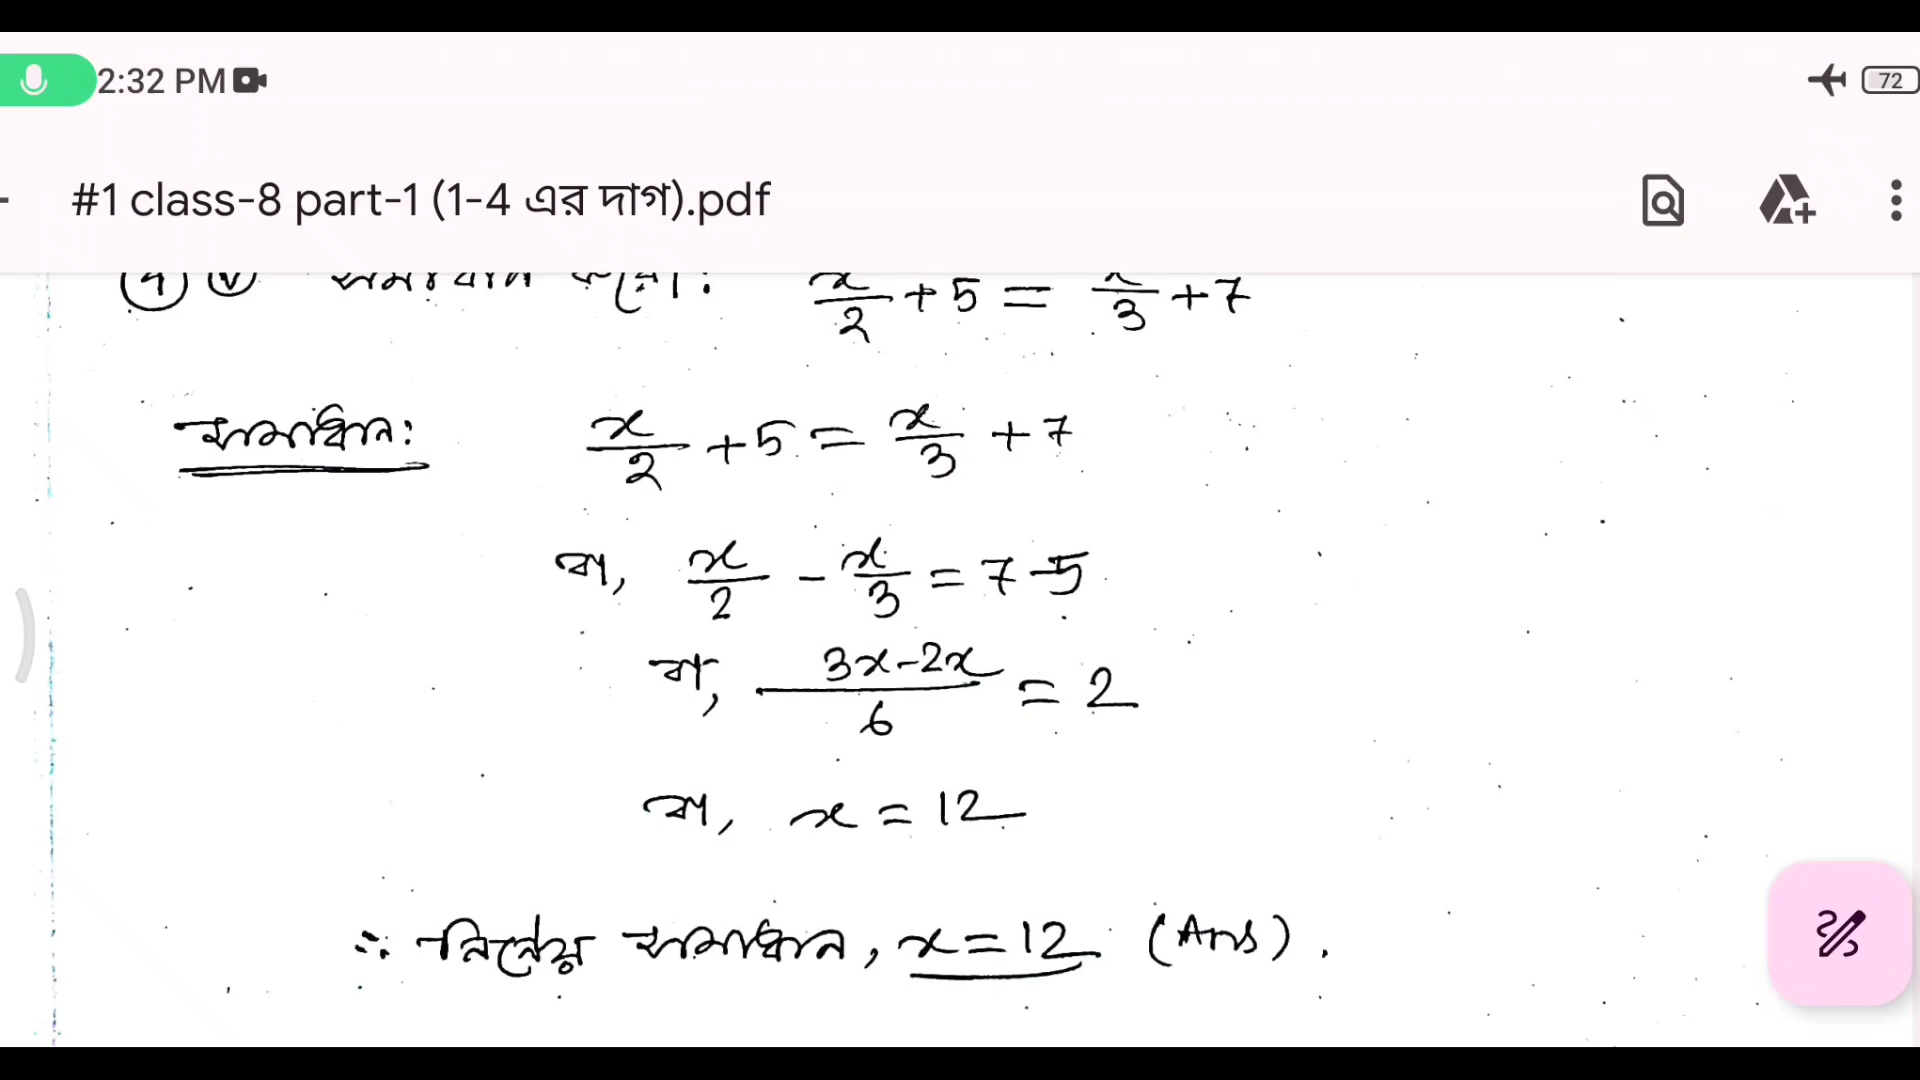 2:32 PM
72
#1 class-8 part-1 (1-4 এর দাগ).pdf
x/2 + 5 = x/3 + 7
সমাধান: x/2 + 5 = x/3 + 7
বা, x/2 - x/3 = 7-5
বা, 3x-2x/6 = 2
বা, x = 12
∴ নির্ণেয় সমাধান, x=12 (Ans).